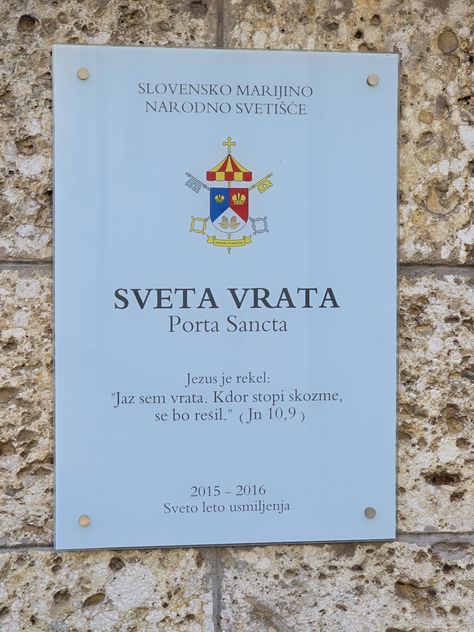 SLOVENSKO MARIJINO
NARODNO SVETIŠČE
SVETA VRATA
Porta Sancta
Jezus je rekel:
"Jaz sem vrata. Kdor stopi skozme,
se bo rešil." ( Jn 10,9 )
2015 - 2016
Sveto leto usmiljenja